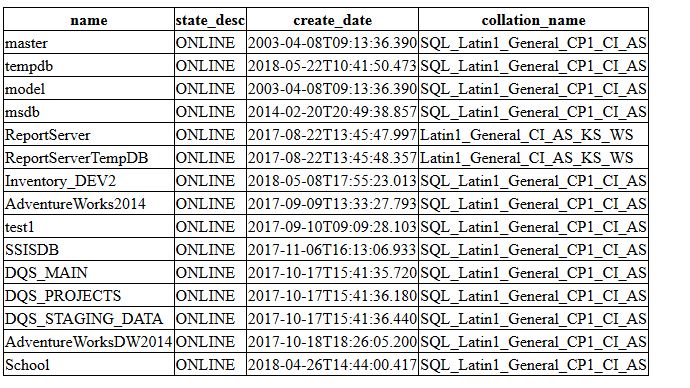 name state_desc create_date collation_name
master ONLINE 2003-04-08T09:13:36.390 SQL_Latin1_General_CP1_CI_AS
tempdb ONLINE 2018-05-22T10:41:50.473 SQL_Latin1_General_CP1_CI_AS
model ONLINE 2003-04-08T09:13:36.390 SQL_Latin1_General_CP1_CI_AS
msdb ONLINE 2014-02-20T20:49:38.857 SQL_Latin1_General_CP1_CI_AS
ReportServer ONLINE 2017-08-22T13:45:47.997 Latin1_General_CI_AS_KS_WS
ReportServerTempDB ONLINE 2017-08-22T13:45:48.357 Latin1_General_CI_AS_KS_WS
Inventory_DEV2 ONLINE 2018-05-08T17:55:23.013 SQL_Latin1_General_CP1_CI_AS
AdventureWorks2014 ONLINE 2017-09-09T13:33:27.793 SQL_Latin1_General_CP1_CI_AS
test1 ONLINE 2017-09-10T09:09:28.103 SQL_Latin1_General_CP1_CI_AS
SSISDB ONLINE 2017-11-06T16:13:06.933 SQL_Latin1_General_CP1_CI_AS
DQS_MAIN ONLINE 2017-10-17T15:41:35.720 SQL_Latin1_General_CP1_CI_AS
DQS_PROJECTS ONLINE 2017-10-17T15:41:36.180 SQL_Latin1_General_CP1_CI_AS
DQS_STAGING_DATA ONLINE 2017-10-17T15:41:36.440 SQL_Latin1_General_CP1_CI_AS
AdventureWorksDW2014 ONLINE 2017-10-18T18:26:05.200 SQL_Latin1_General_CP1_CI_AS
School ONLINE 2018-04-26T14:44:00.417 SQL_Latin1_General_CP1_CI_AS